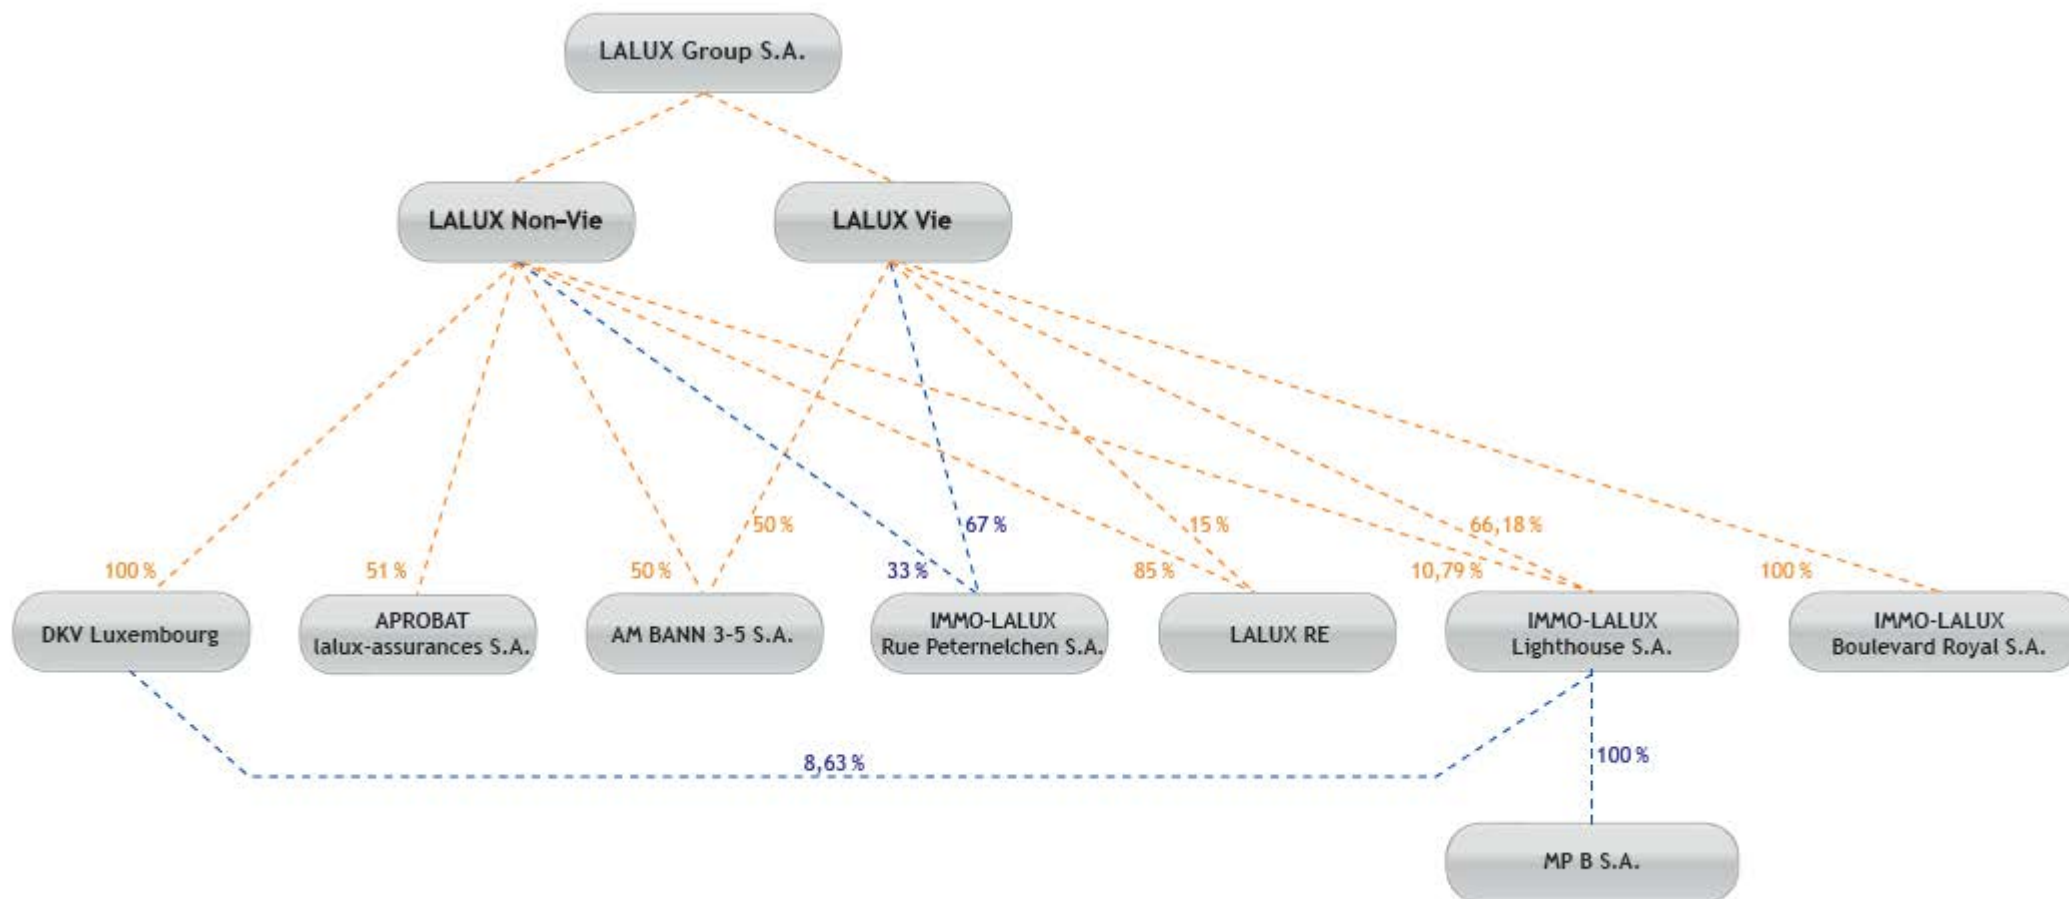 LALUX Group S.A.
LALUX Non-Vie
LALUX Vie
50 %
67 %
15 %
66,18 %
100 %
51 %
50 %
33 %
85 %
10,79 %
100 %
DKV Luxembourg
APROBAT
lalux-assurances S.A.
AM BANN 3-5 S.A.
IMMO-LALUX
Rue Peternelchen S.A.
LALUX RE
IMMO-LALUX
Lighthouse S.A.
IMMO-LALUX
Boulevard Royal S.A.
8,63 %
100 %
MP B S.A.